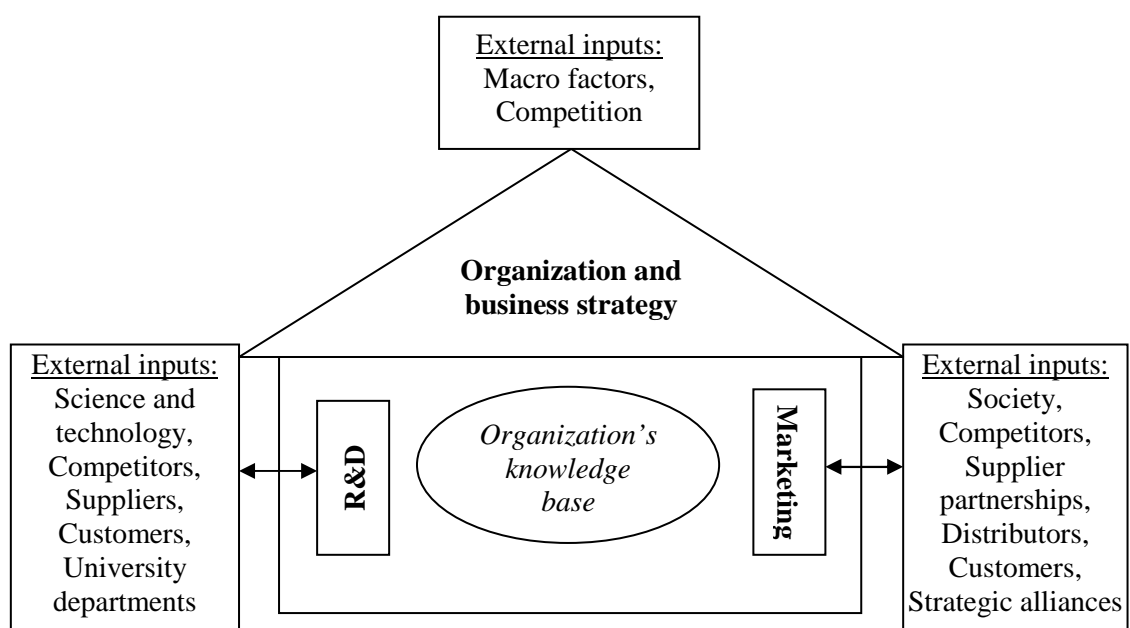 External inputs:
Macro factors,
Competition
Organization and
business strategy
External inputs:
Science and
technology,
Competitors,
Suppliers,
Customers,
University
departments
R&D
Organization’s
knowledge
base
Marketing
External inputs:
Society,
Competitors,
Supplier
partnerships,
Distributors,
Customers,
Strategic alliances